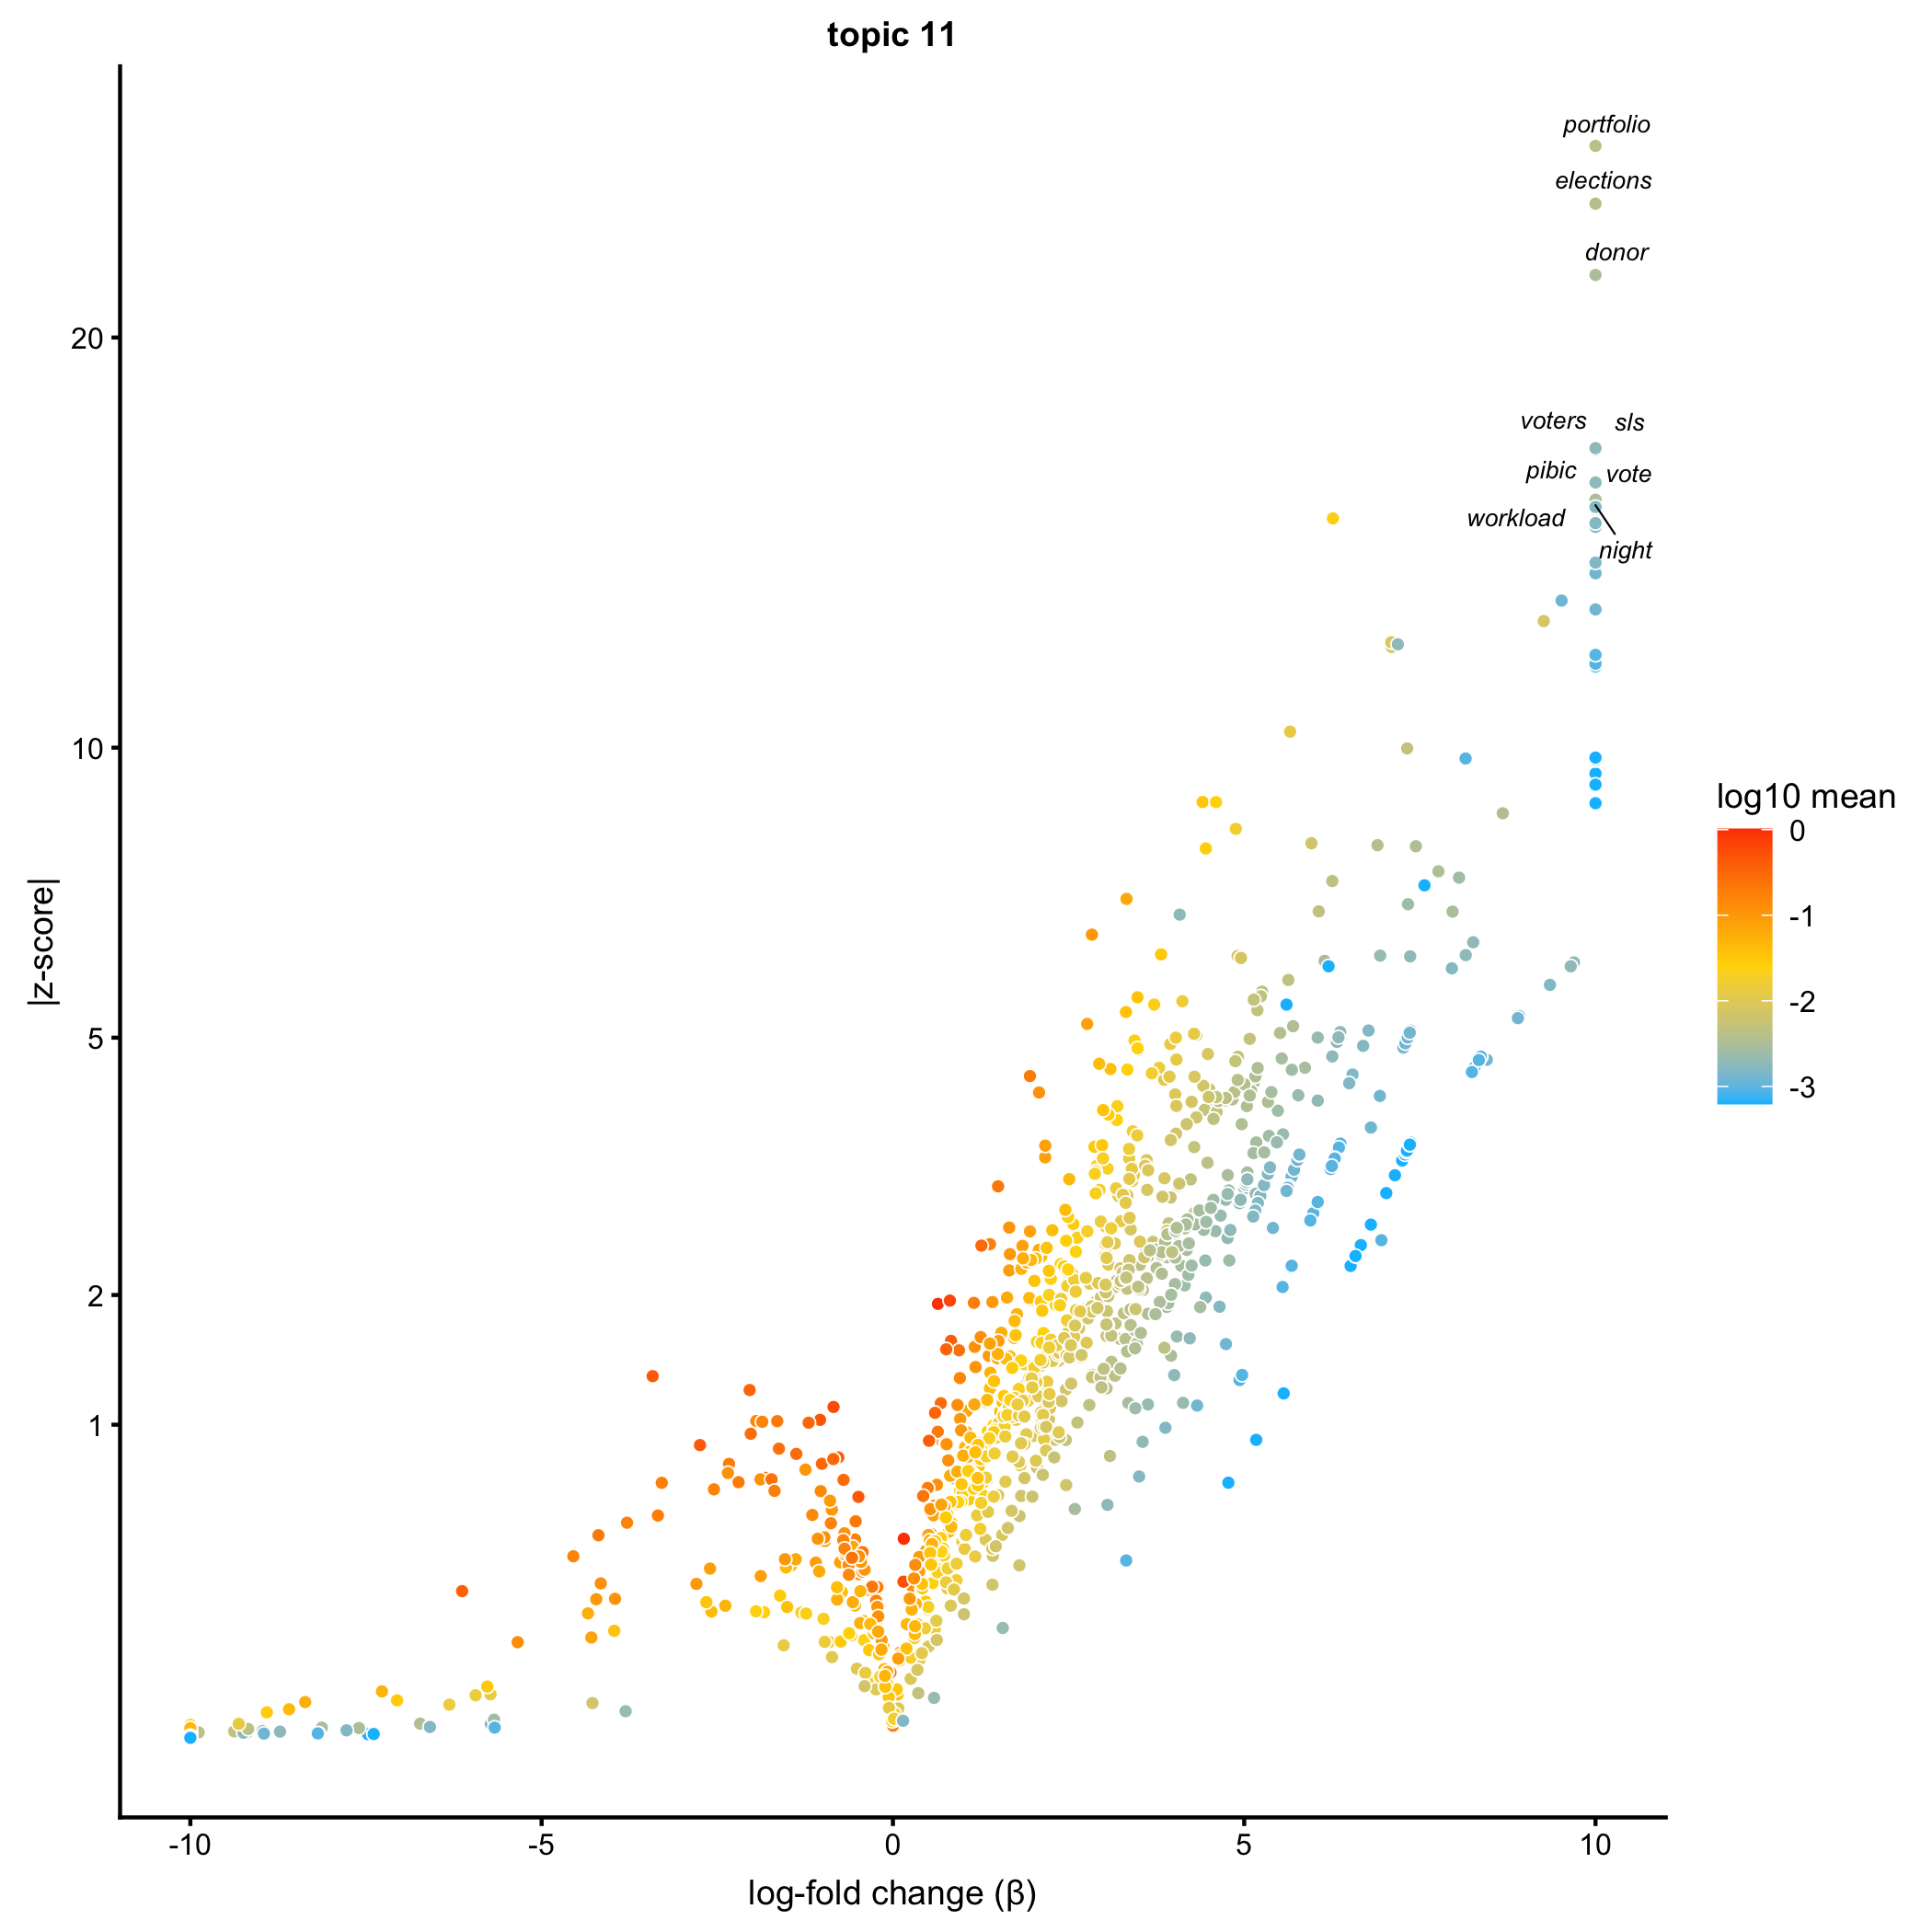 topic 11
portfolio
elections
donor
20
voters sls
pibic vote
workload
night
10
log10 mean
0
-1
-2
-3
|z-score|
5
2
1
-10 -5 0 5 10
log-fold change (β)